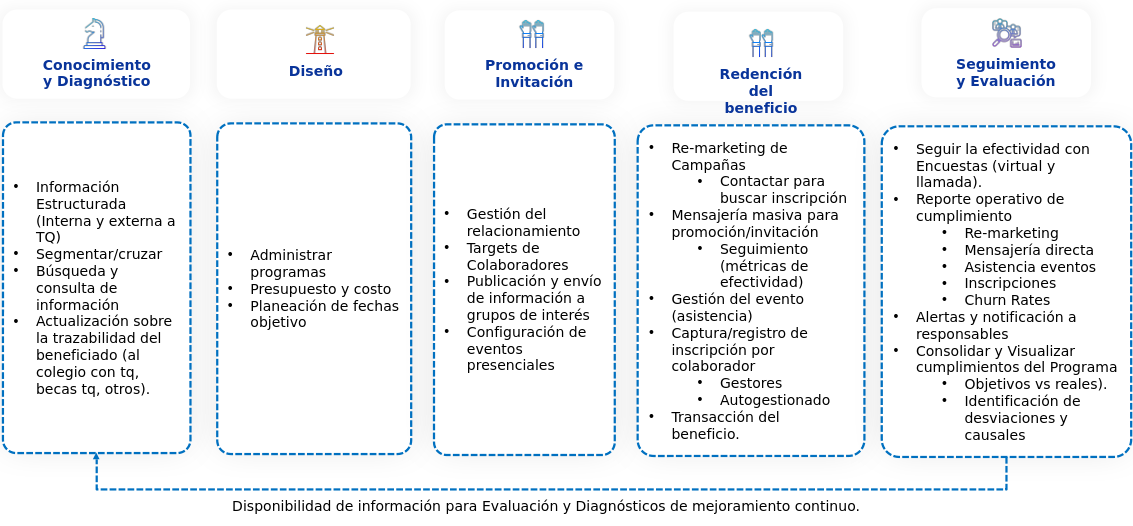 Conocimiento
y Diagnóstico
Diseño
Promoción e
Invitación
Redención
del
beneficio
Seguimiento
y Evaluación
• Información
Estructurada
(Interna y externa a
TQ)
• Segmentar/cruzar
• Búsqueda y
consulta de
información
• Actualización sobre
la trazabilidad del
beneficiado (al
colegio con tq,
becas tq, otros).
• Administrar
programas
• Presupuesto y costo
• Planeación de fechas
objetivo
• Gestión del
relacionamiento
• Targets de
Colaboradores
• Publicación y envío
de información a
grupos de interés
• Configuración de
eventos
presenciales
• Re-marketing de
Campañas
• Contactar para
buscar inscripción
• Mensajería masiva para
promoción/invitación
• Seguimiento
(métricas de
efectividad)
• Gestión del evento
(asistencia)
• Captura/registro de
inscripción por
colaborador
• Gestores
• Autogestionado
• Transacción del
beneficio.
• Seguir la efectividad con
Encuestas (virtual y
llamada).
• Reporte operativo de
cumplimiento
• Re-marketing
• Mensajería directa
• Asistencia eventos
• Inscripciones
• Churn Rates
• Alertas y notificación a
responsables
• Consolidar y Visualizar
cumplimientos del Programa
• Objetivos vs reales).
• Identificación de
desviaciones y
causales
Disponibilidad de información para Evaluación y Diagnósticos de mejoramiento continuo.